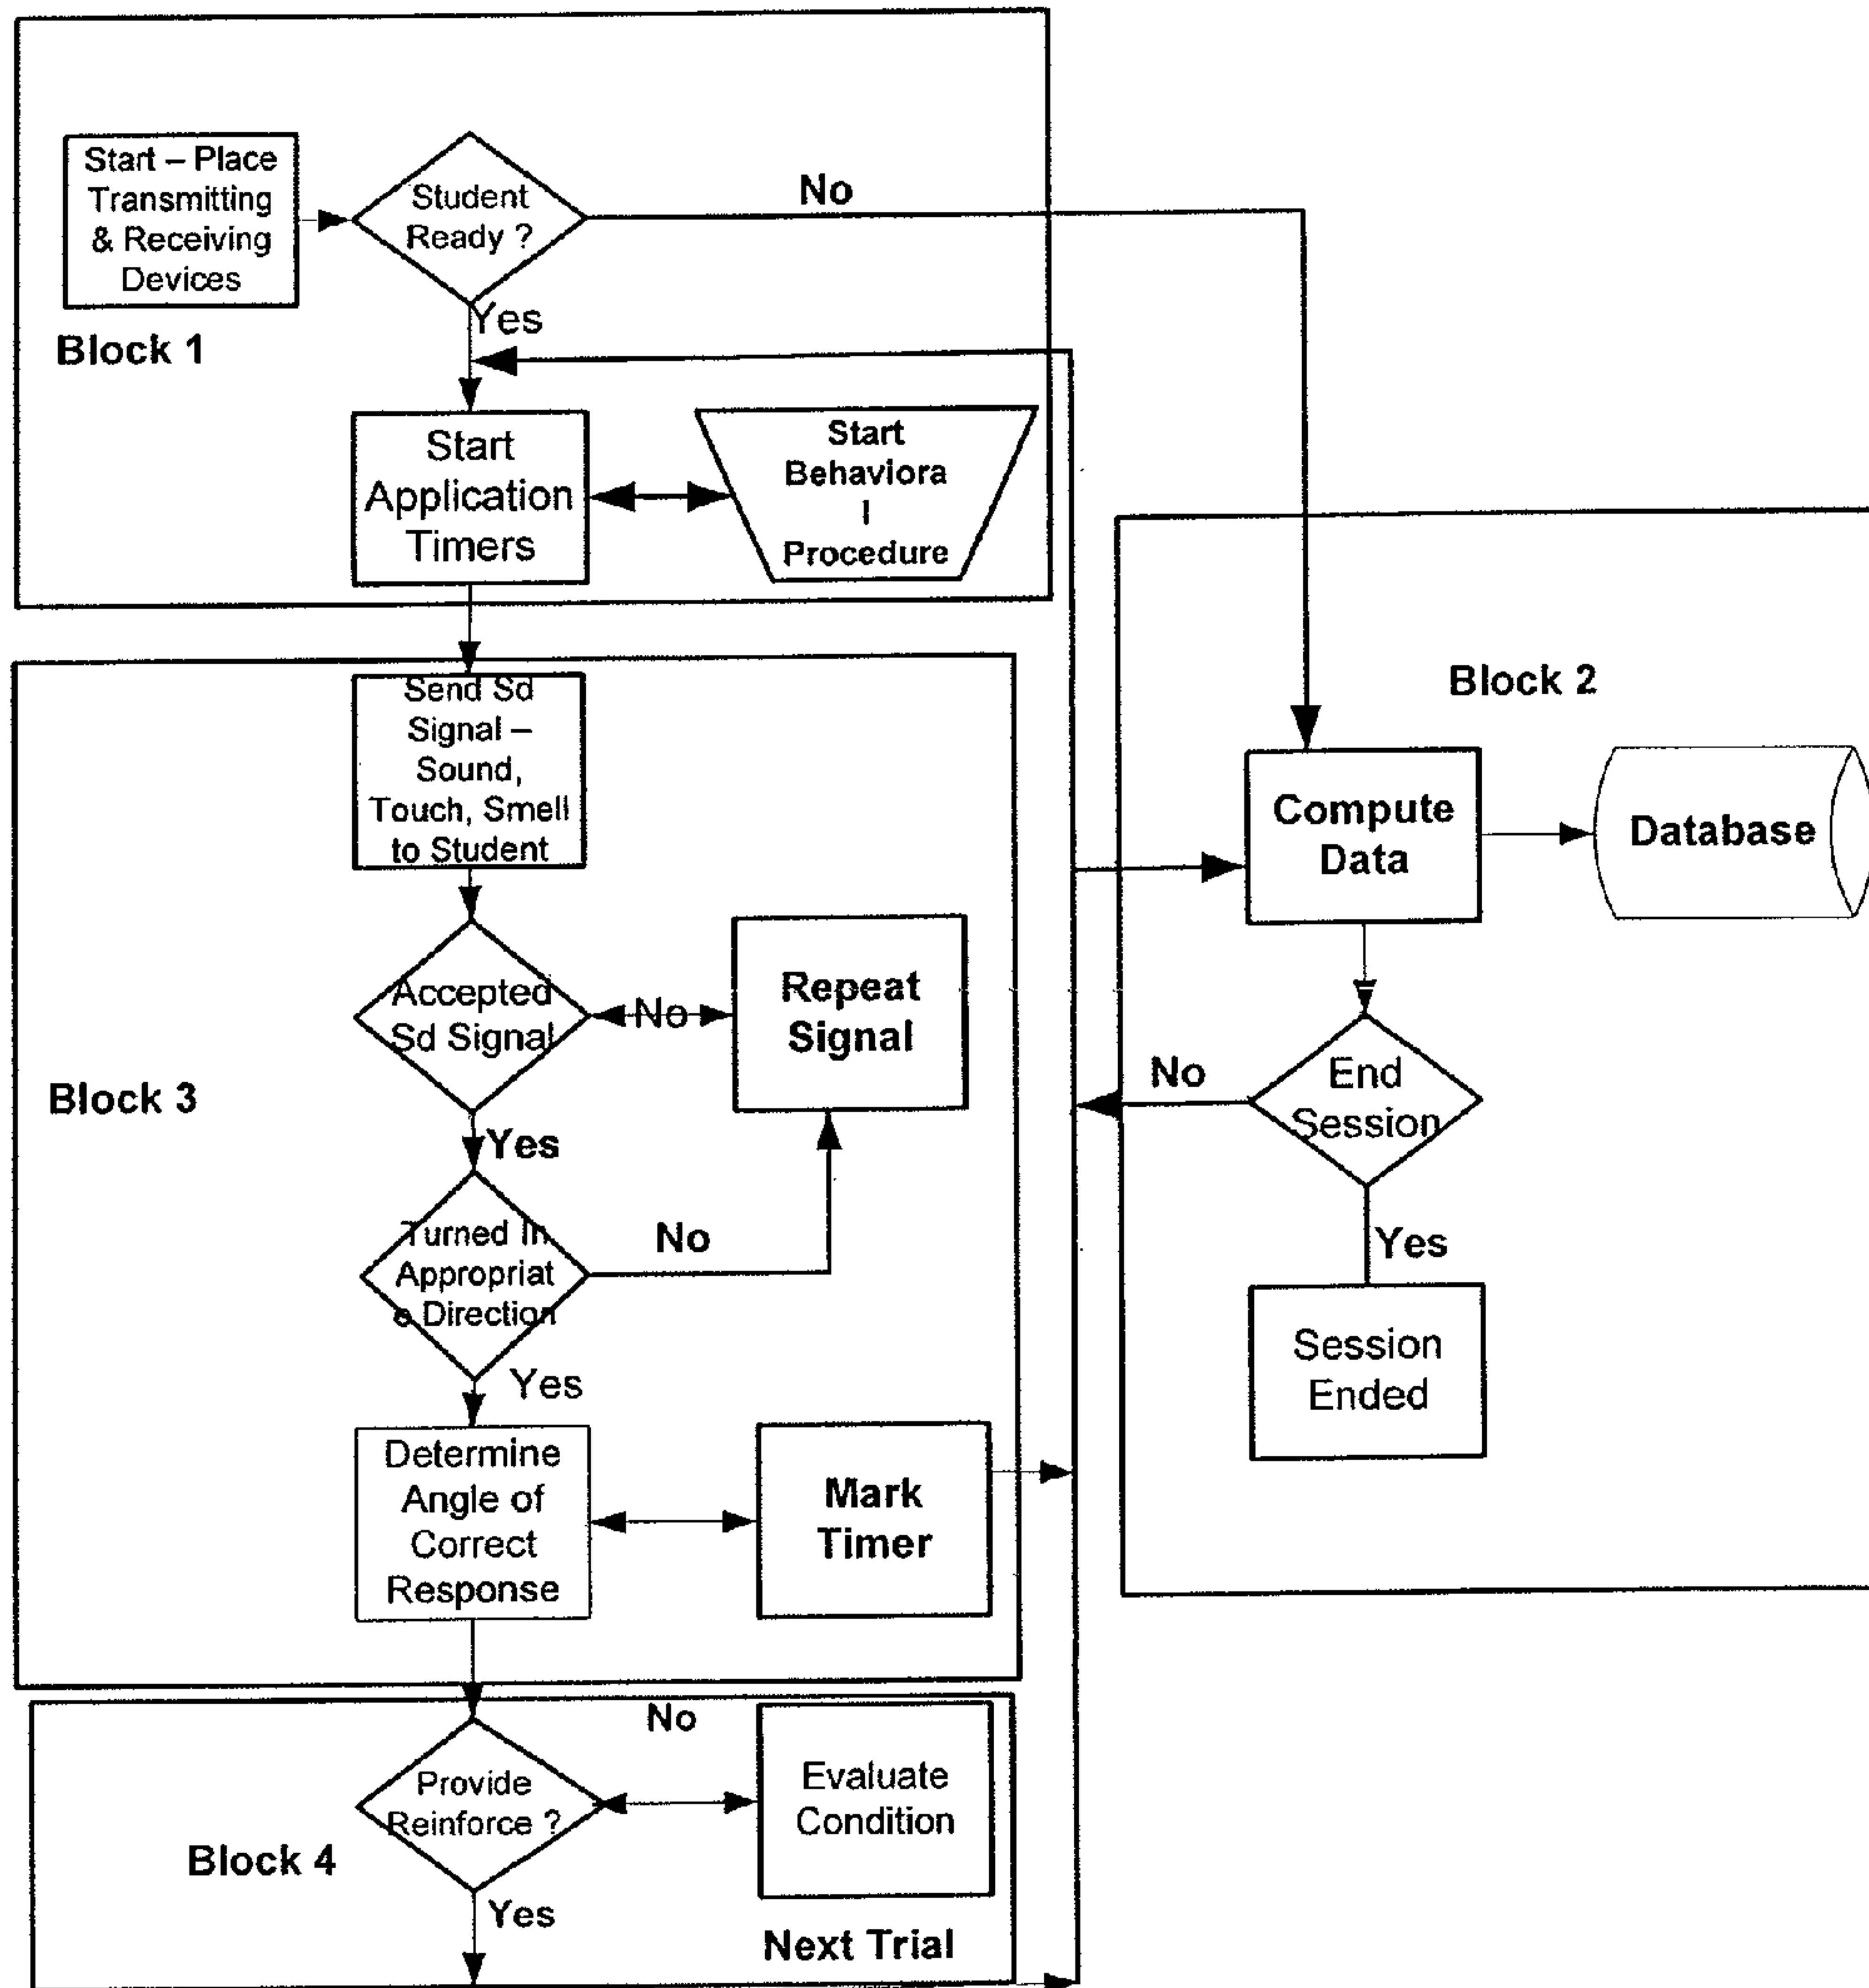 Start – Place
Transmitting
& Receiving
Devices
Student
Ready ?
No
Yes
Block 1
Start
Application
Timers
Start
Behaviora
l
Procedure
Block 2
Send Sd
Signal –
Sound,
Touch, Smell
to Student
Compute
Data
Database
Accepted
Sd Signal
No
Repeat
Signal
Block 3
Yes
No
End
Session
Turned In
Appropriat
e Direction
No
Yes
Yes
Session
Ended
Determine
Angle of
Correct
Response
Mark
Timer
No
Provide
Reinforce ?
Evaluate
Condition
Block 4
Yes
Next Trial